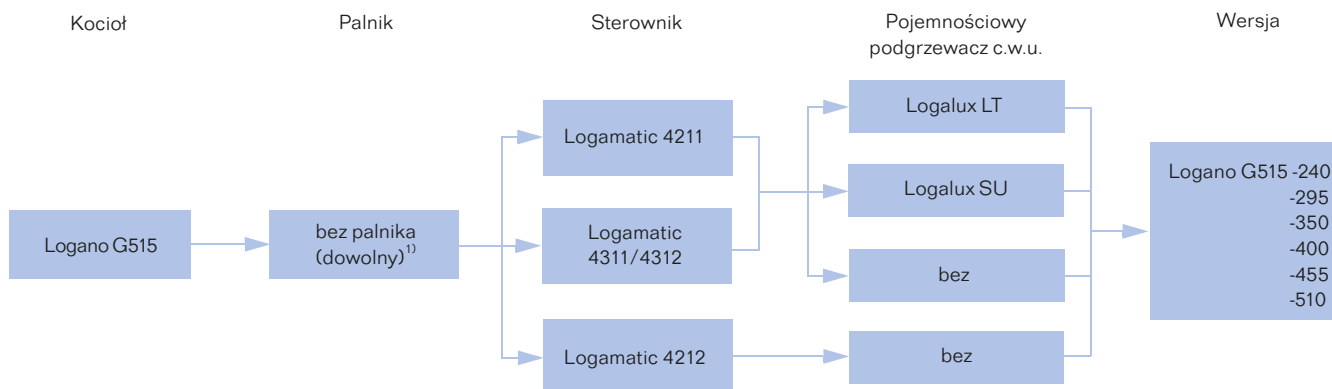 Kocioł
Palnik
Sterownik
Pojemnościowy
podgrzewacz c.w.u.
Wersja
Logano G515
bez palnika
(dowolny)1)
Logamatic 4211
Logamatic
4311/4312
Logamatic 4212
Logalux LT
Logalux SU
bez
bez
Logano G515 -240
-295
-350
-400
-455
-510